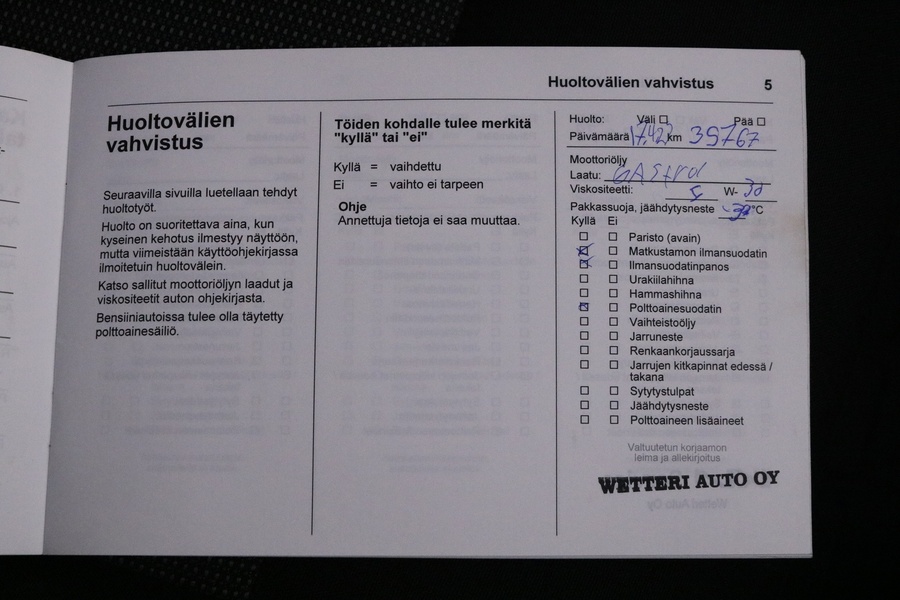 Huoltovälien vahvistus 5
Huoltovälien
vahvistus
Seuraavilla sivuilla luetellaan tehdyt
huoltotyöt.
Huolto on suoritettava aina, kun
kyseinen kehotus ilmestyy näyttöön,
mutta viimeistään käyttöohjekirjassa
ilmoitetuin huoltovälein.
Katso sallitut moottoriöljyn laadut ja
viskositeetit auton ohjekirjasta.
Bensiiniautoissa tulee olla täytetty
polttoainesäiliö.
Töiden kohdalle tulee merkitä
"kyllä" tai "ei"
Kyllä = vaihdettu
Ei = vaihto ei tarpeen
Ohje
Annettuja tietoja ei saa muuttaa.
Huolto: Väli Pää
Päivämäärä km 39767
Moottoriöljy
Laatu:
Viskositeetti: 5 W- 30
Pakkassuoja, jäähdytysneste °C
Kyllä Ei
Paristo (avain)
Matkustamon ilmansuodatin
Ilmansuodatinpanos
Urakiilahihna
Hammashihna
Polttoainesuodatin
Vaihteistoöljy
Jarruneste
Renkaankorjaussarja
Jarrujen kitkapinnat edessä /
takana
Sytytystulpat
Jäähdytysneste
Polttoaineen lisäaineet
Valtuutetun korjaamon
leima ja allekirjoitus
WETTERI AUTO OY